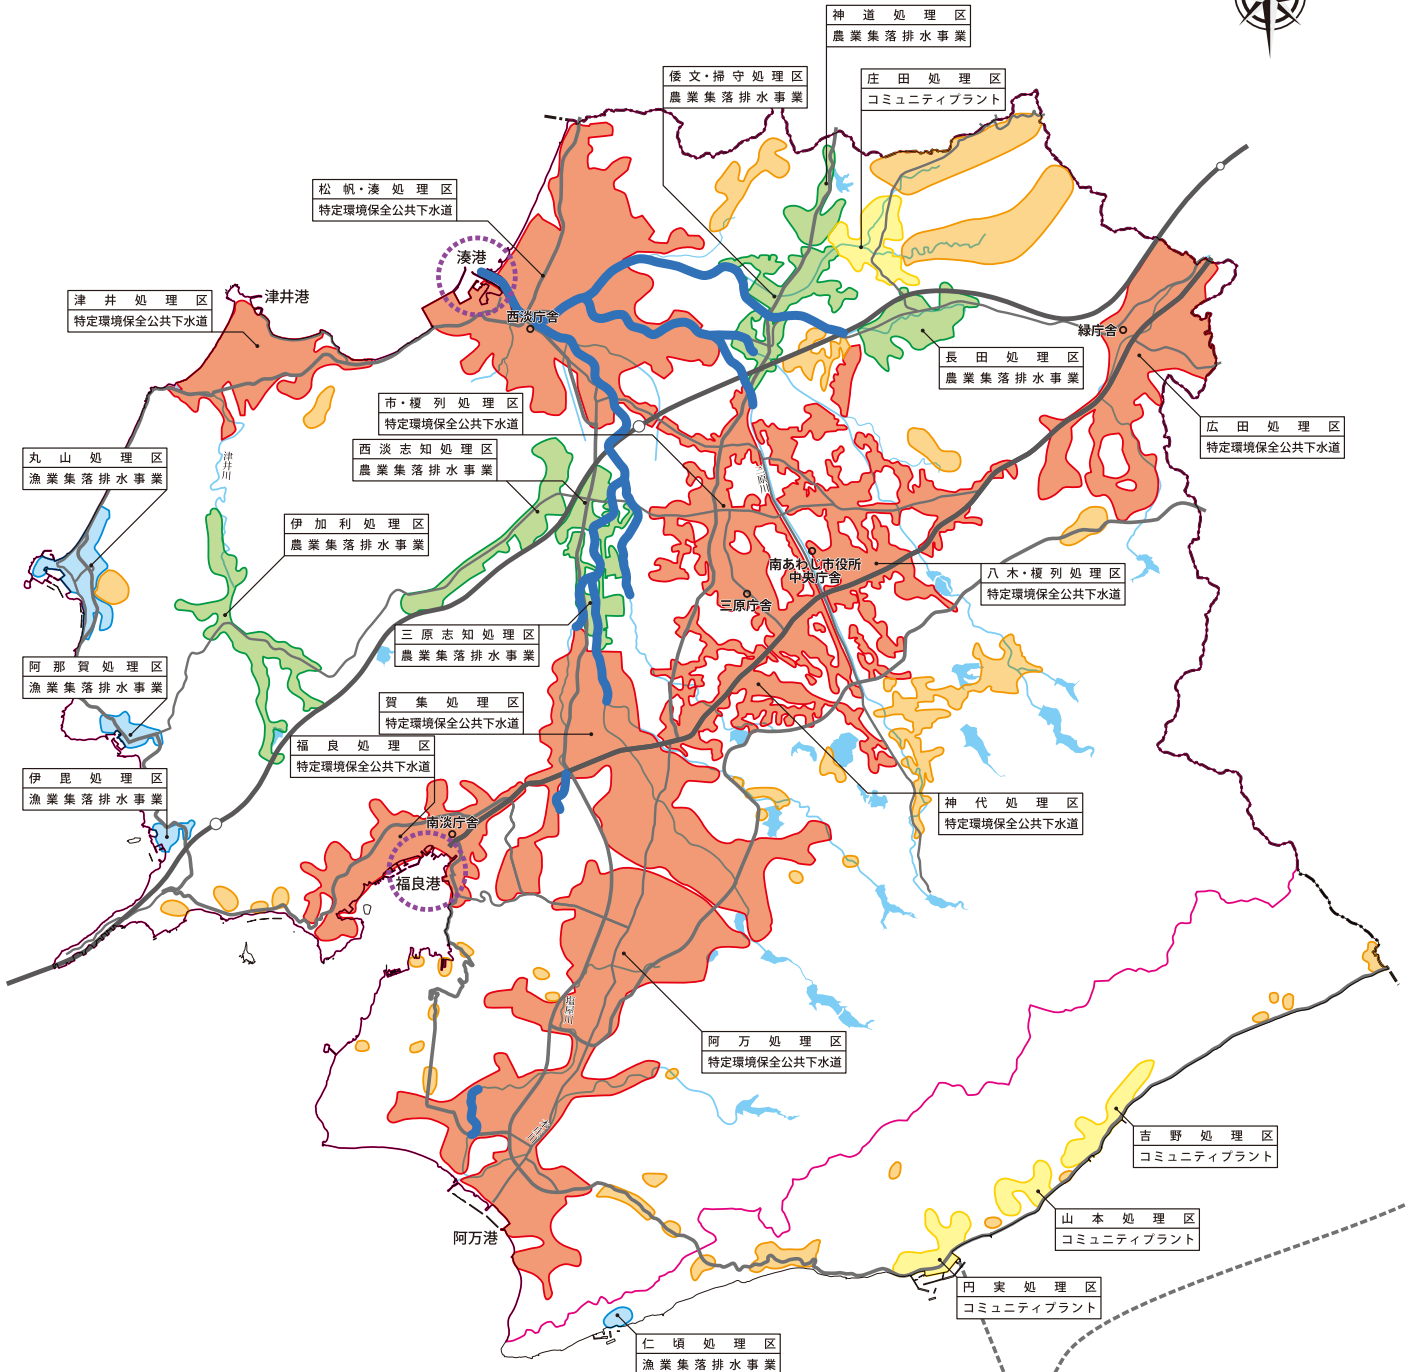 神道処理区
農業集落排水事業
倭文・掃守処理区
農業集落排水事業
庄田処理区
コミュニティプラント
松帆・湊処理区
特定環境保全公共下水道
湊港
津井処理区
特定環境保全公共下水道
津井港
西淡庁舎
緑庁舎
長田処理区
農業集落排水事業
市・榎列処理区
特定環境保全公共下水道
広田処理区
特定環境保全公共下水道
西淡志知処理区
農業集落排水事業
丸山処理区
漁業集落排水事業
津井川
三原川
伊加利処理区
農業集落排水事業
南あわじ市役所
中央庁舎
八木・榎列処理区
特定環境保全公共下水道
三原庁舎
三原志知処理区
農業集落排水事業
阿那賀処理区
漁業集落排水事業
賀集処理区
特定環境保全公共下水道
福良処理区
特定環境保全公共下水道
伊毘処理区
漁業集落排水事業
神代処理区
特定環境保全公共下水道
南淡庁舎
福良港
塩屋川
阿万処理区
特定環境保全公共下水道
吉野処理区
コミュニティプラント
山本処理区
コミュニティプラント
阿万港
円実処理区
コミュニティプラント
仁頃処理区
漁業集落排水事業